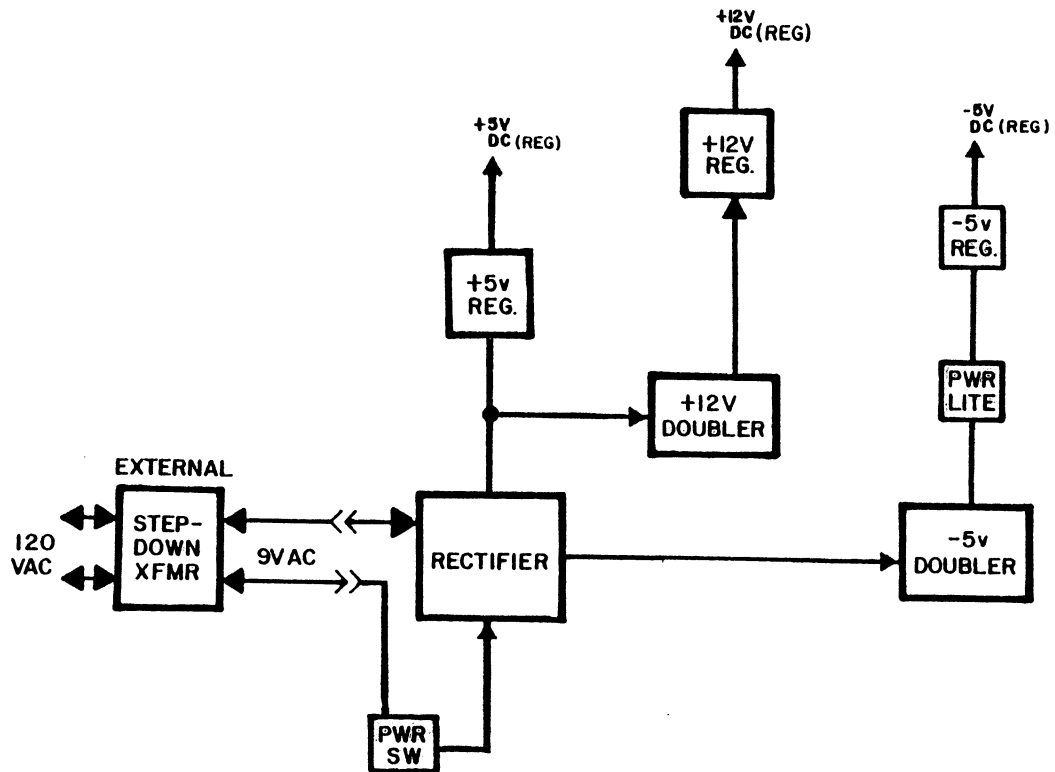 +12V
DC (REG)
+5V
DC (REG)
-5V
DC (REG)
+12V
REG.
-5v
REG.
+5v
REG.
PWR
LITE
+12V
DOUBLER
EXTERNAL
120
VAC
STEP-
DOWN
XFMR
9VAC
RECTIFIER
-5v
DOUBLER
PWR
SW